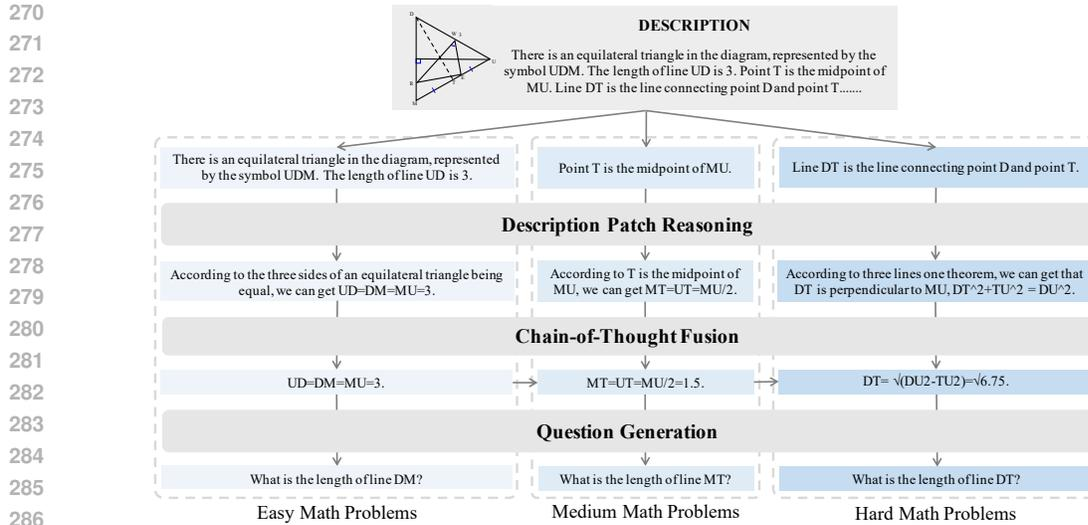 270
271
272
273
274
275
276
277
278
279
280
281
282
283
284
285
286
D
W
U
M
DESCRIPTION
There is an equilateral triangle in the diagram, represented by the
symbol UDM. The length of line UD is 3. Point T is the midpoint of
MU. Line DT is the line connecting point D and point T.......
There is an equilateral triangle in the diagram, represented
by the symbol UDM. The length of line UD is 3.
Point T is the midpoint of MU.
Line DT is the line connecting point D and point T.
Description Patch Reasoning
According to the three sides of an equilateral triangle being
equal, we can get UD=DM=MU=3.
According to T is the midpoint of
MU, we can get MT=UT=MU/2.
According to three lines one theorem, we can get that
DT is perpendicular to MU, DT^2+TU^2 = DU^2.
Chain-of-Thought Fusion
UD=DM=MU=3.
MT=UT=MU/2=1.5.
DT= √(DU2-TU2)=√6.75.
Question Generation
What is the length of line DM?
What is the length of line MT?
What is the length of line DT?
Easy Math Problems
Medium Math Problems
Hard Math Problems